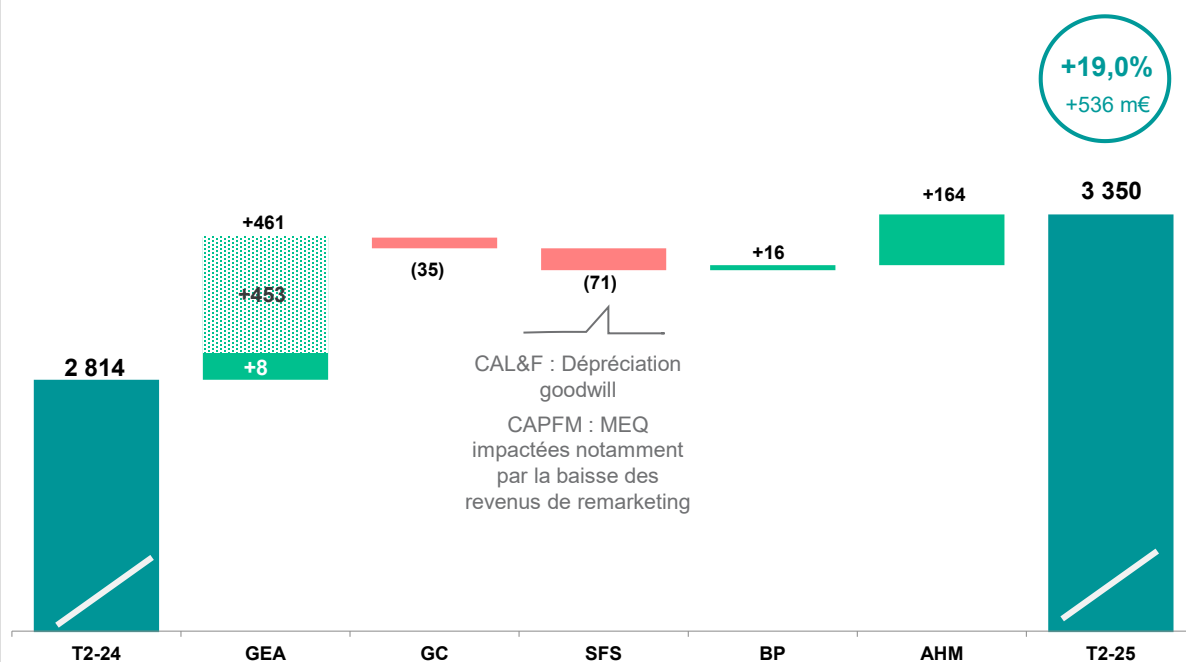 +19,0%
+536 m€
3 350
+164
+461
+453
+8
2 814
(35)
(71)
+16
CAL&F : Dépréciation
goodwill
CAPFM : MEQ
impactées notamment
par la baisse des
revenus de remarketing
T2-24
GEA
GC
SFS
BP
AHM
T2-25